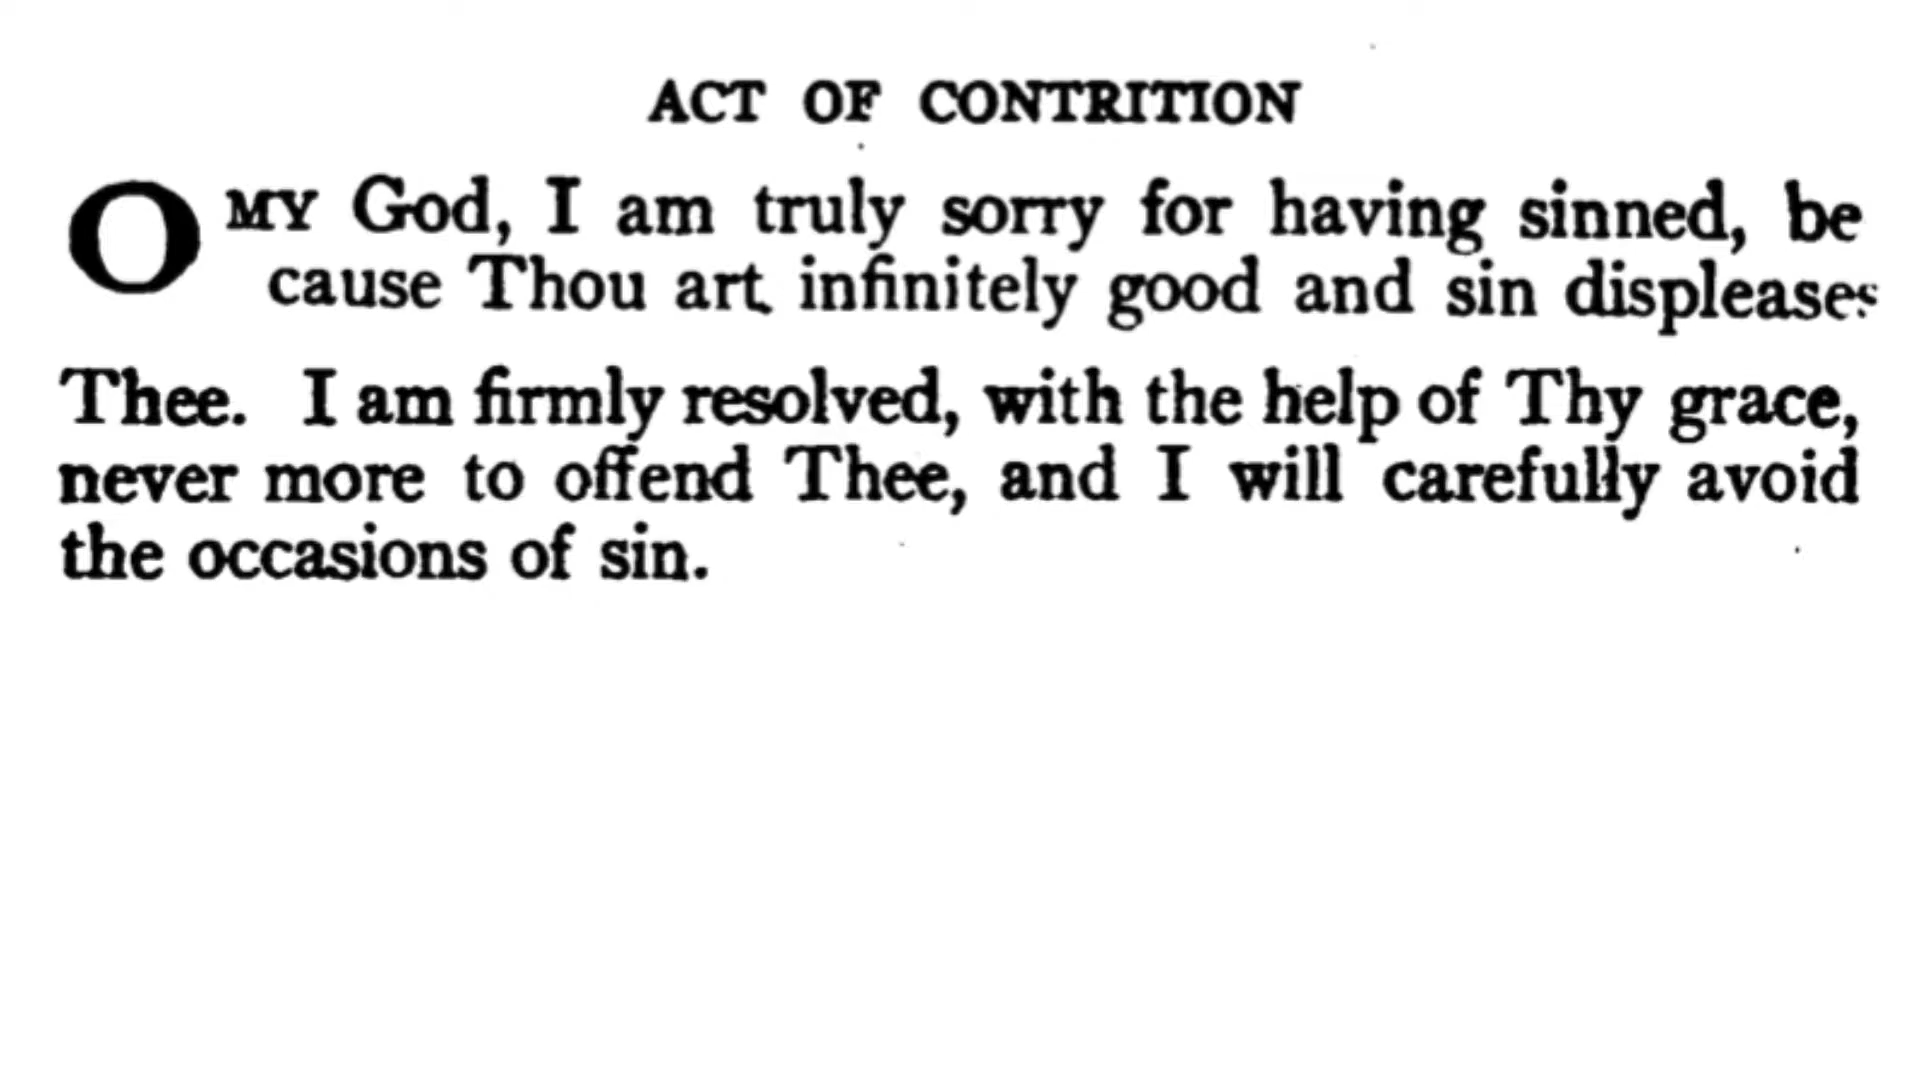 ACT OF CONTRITION
O MY God, I am truly sorry for having sinned, be
cause Thou art infinitely good and sin displeases
Thee. I am firmly resolved, with the help of Thy grace,
never more to offend Thee, and I will carefully avoid
the occasions of sin.